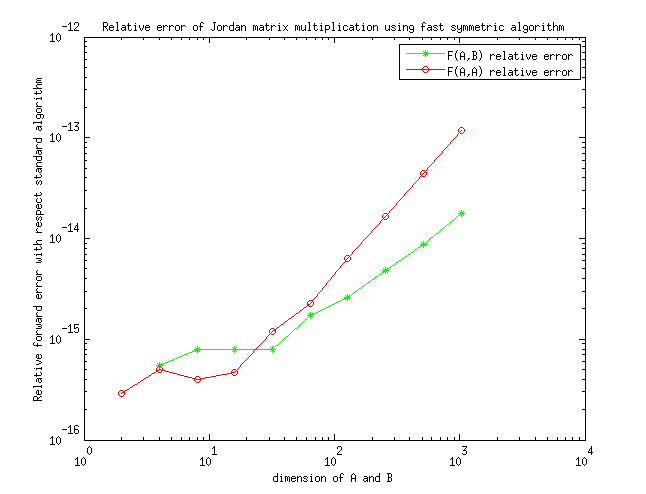 Relative error of Jordan matrix multiplication using fast symmetric algorithm
F(A,B) relative error
F(A,A) relative error
Relative forward error with respect standard algorithm
10^-12
10^-13
10^-14
10^-15
10^-16
10^0
10^1
10^2
10^3
10^4
dimension of A and B